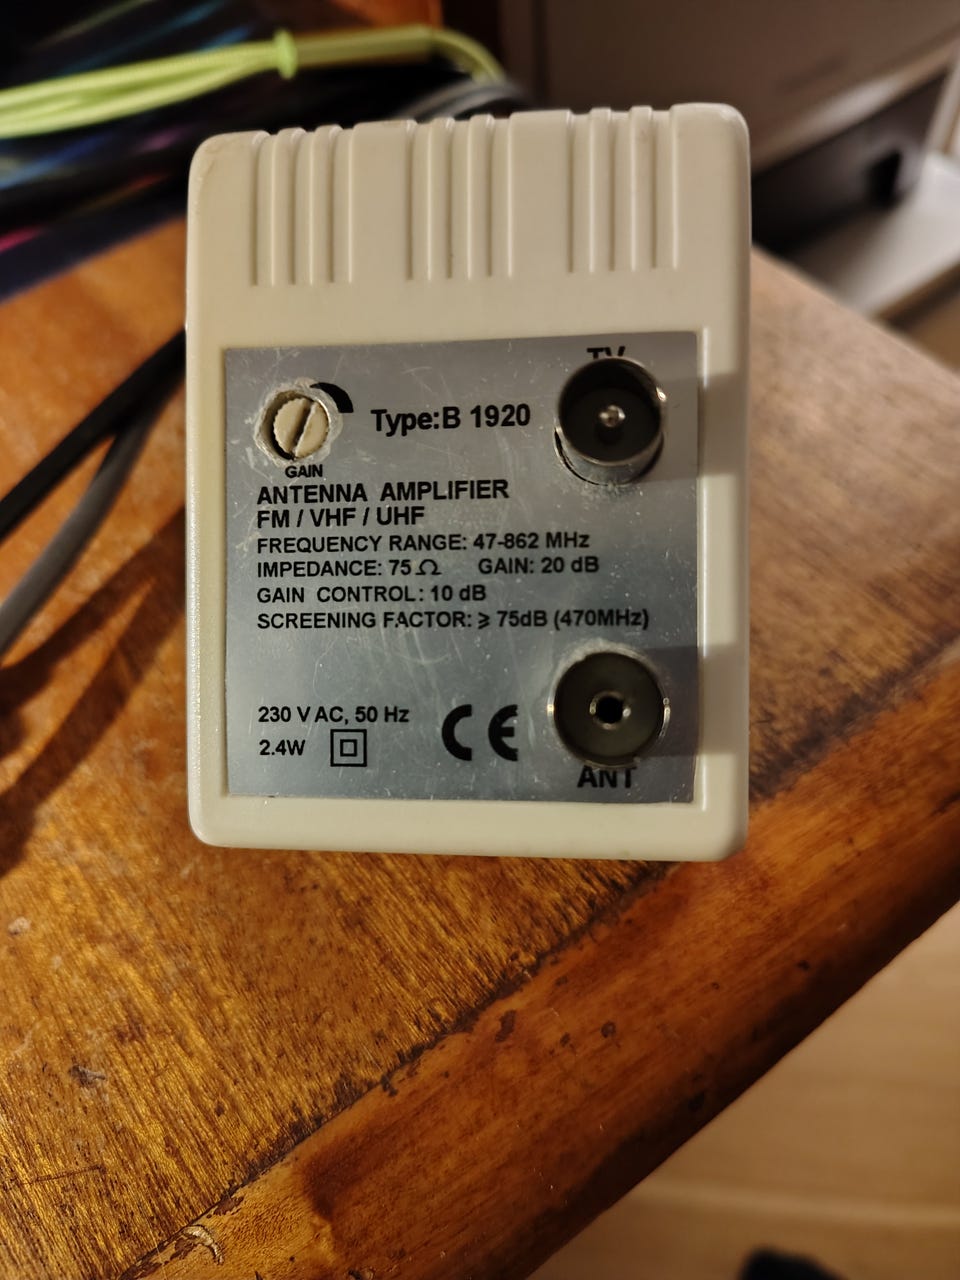 TV
Type:B 1920
GAIN
ANTENNA AMPLIFIER
FM / VHF / UHF
FREQUENCY RANGE: 47-862 MHz
IMPEDANCE: 75 Ω GAIN: 20 dB
GAIN CONTROL: 10 dB
SCREENING FACTOR: ⩾ 75dB (470MHz)
230 V AC, 50 Hz
2.4W
CE
ANT